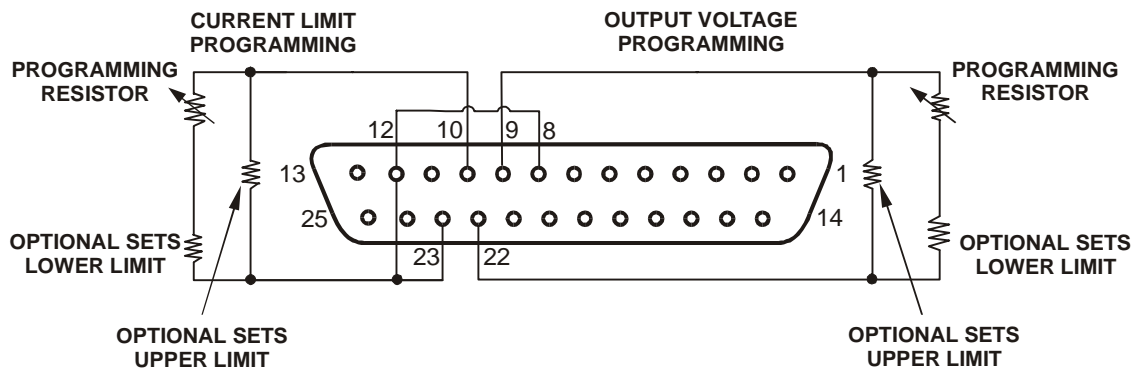 CURRENT LIMIT
PROGRAMMING
OUTPUT VOLTAGE
PROGRAMMING
PROGRAMMING
RESISTOR
PROGRAMMING
RESISTOR
12
10
9
8
13
1
25
14
23
22
OPTIONAL SETS
LOWER LIMIT
OPTIONAL SETS
LOWER LIMIT
OPTIONAL SETS
UPPER LIMIT
OPTIONAL SETS
UPPER LIMIT